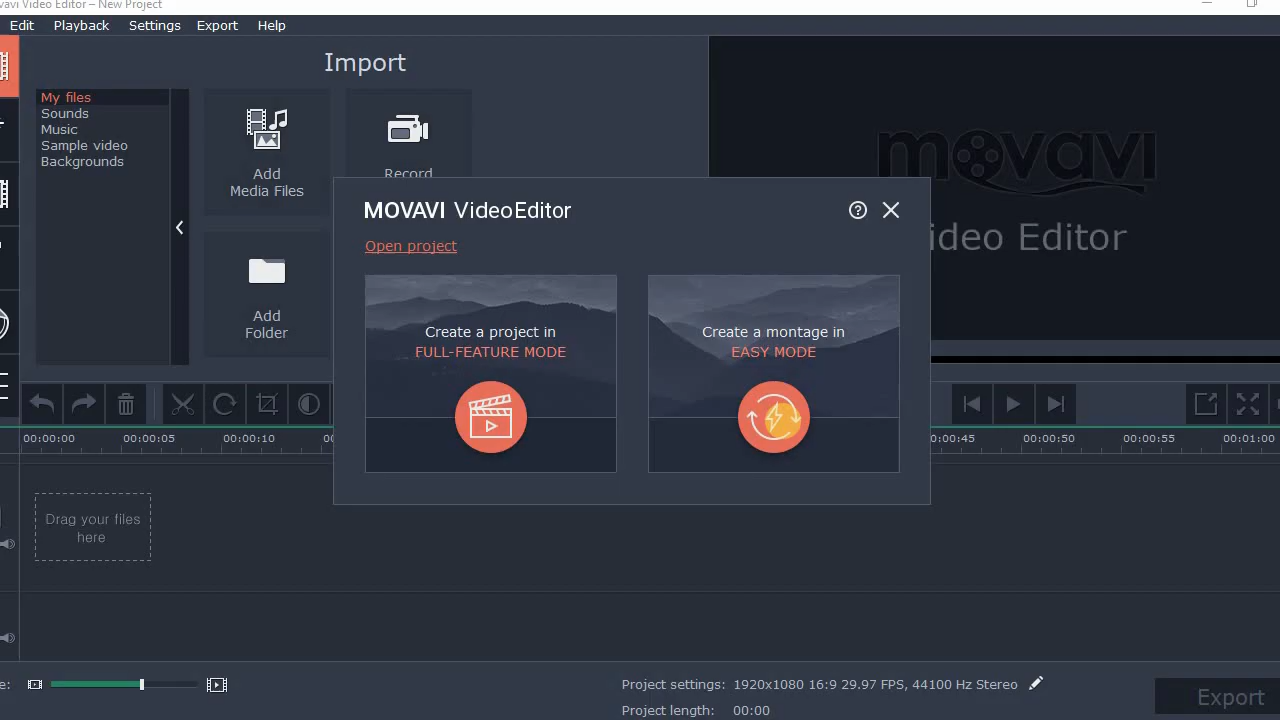 vavi Video Editor – New Project
Edit Playback Settings Export Help
Import
My files
Sounds
Music
Sample video
Backgrounds
Add
Media Files
Record
Add
Folder
movavi
ideo Editor
MOVAVI VideoEditor
Open project
Create a project in
FULL-FEATURE MODE
Create a montage in
EASY MODE
00:00:00 00:00:05 00:00:10 00 0:00:45 00:00:50 00:00:55 00:01:00
Drag your files
here
e:
Project settings: 1920x1080 16:9 29.97 FPS, 44100 Hz Stereo
Project length: 00:00
Export